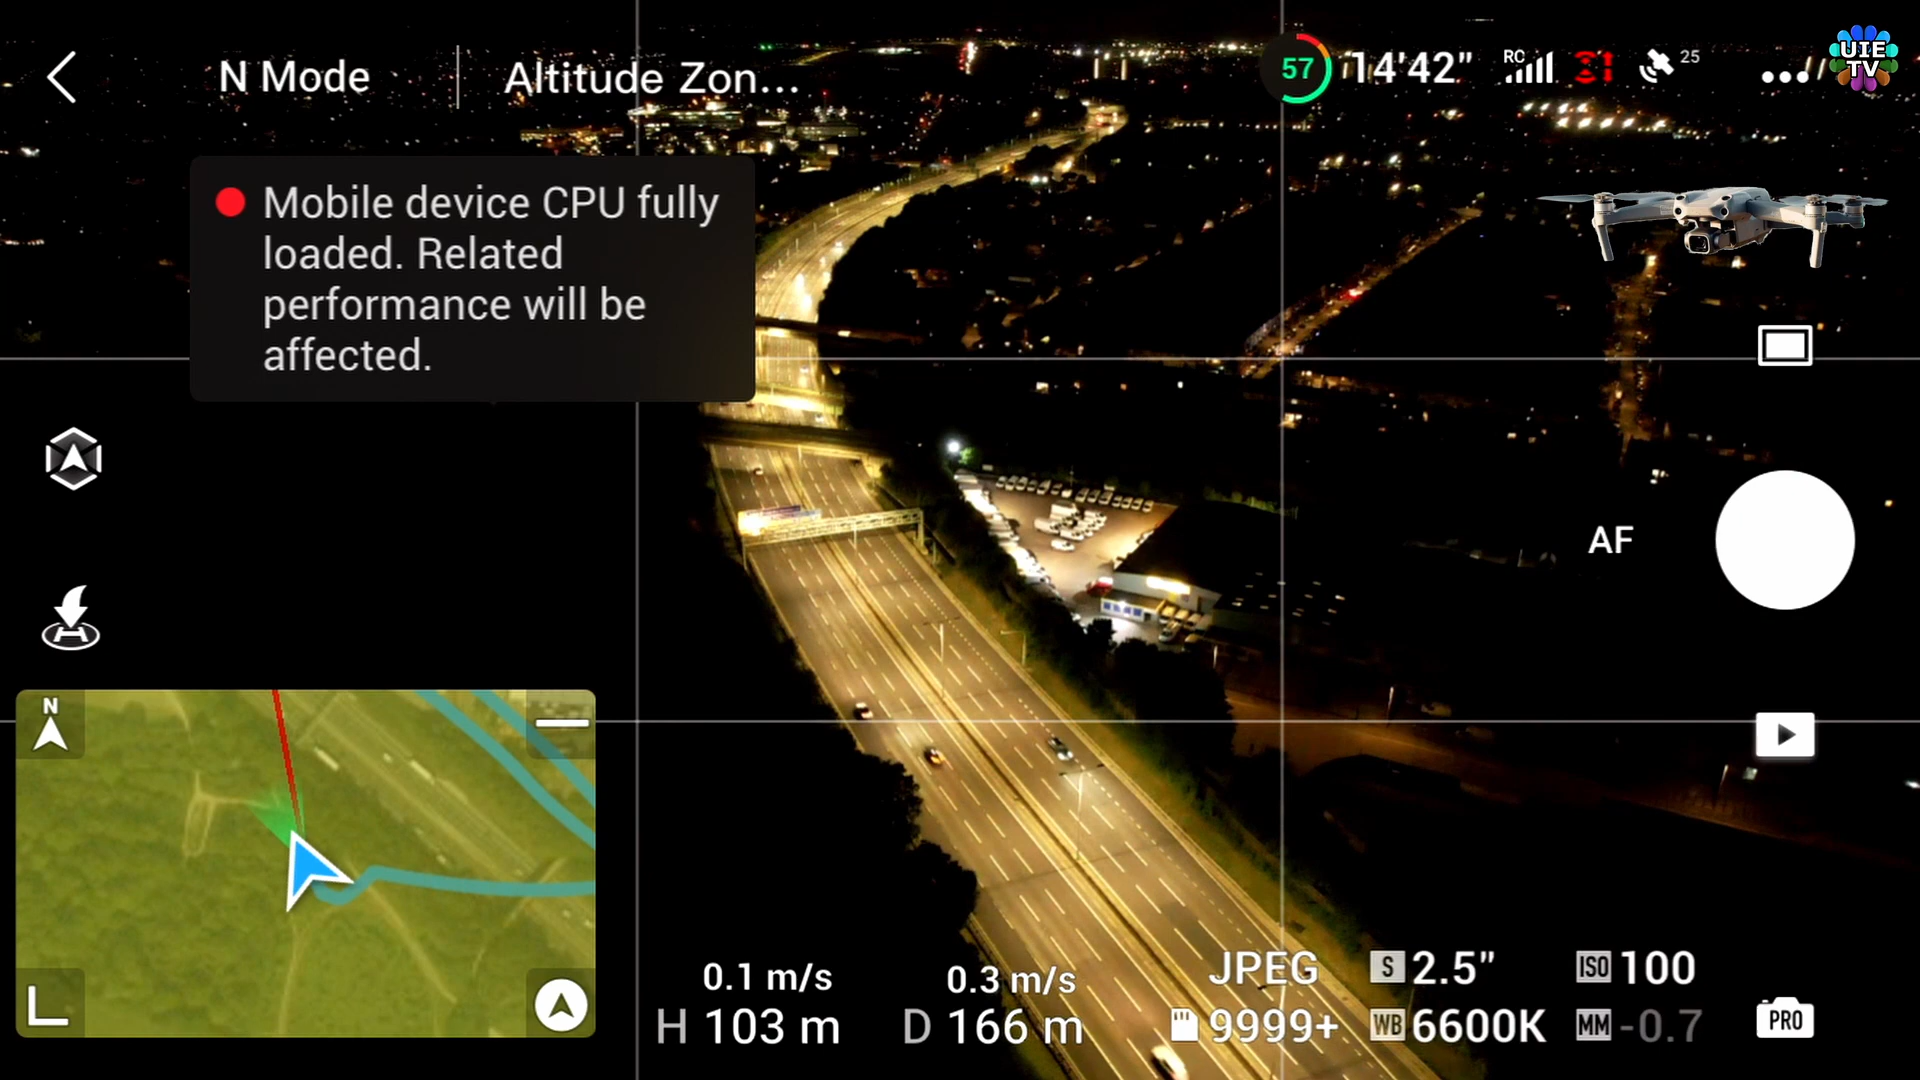 N Mode
Altitude Zon...
57
14'42"
RC
25
...
UIE
TV
Mobile device CPU fully
loaded. Related
performance will be
affected.
AF
N
0.1 m/s
0.3 m/s
H 103 m
D 166 m
JPEG
S 2.5"
ISO 100
9999+
WB 6600K
MM -0.7
PRO